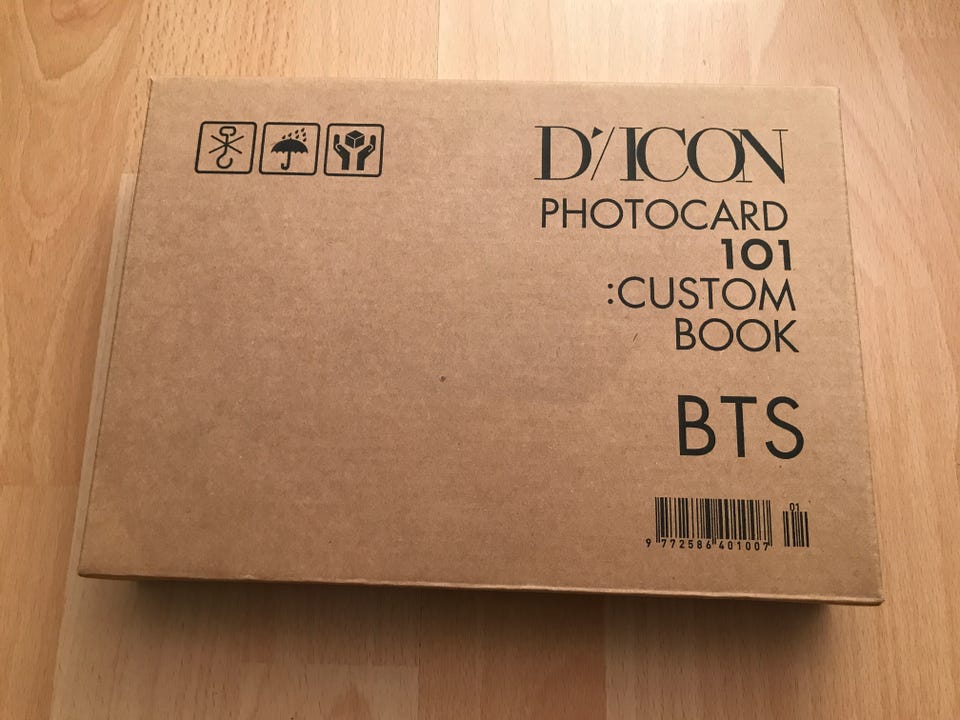 D'/ICON
PHOTOCARD
101
:CUSTOM
BOOK
BTS
01
9 772586 401007